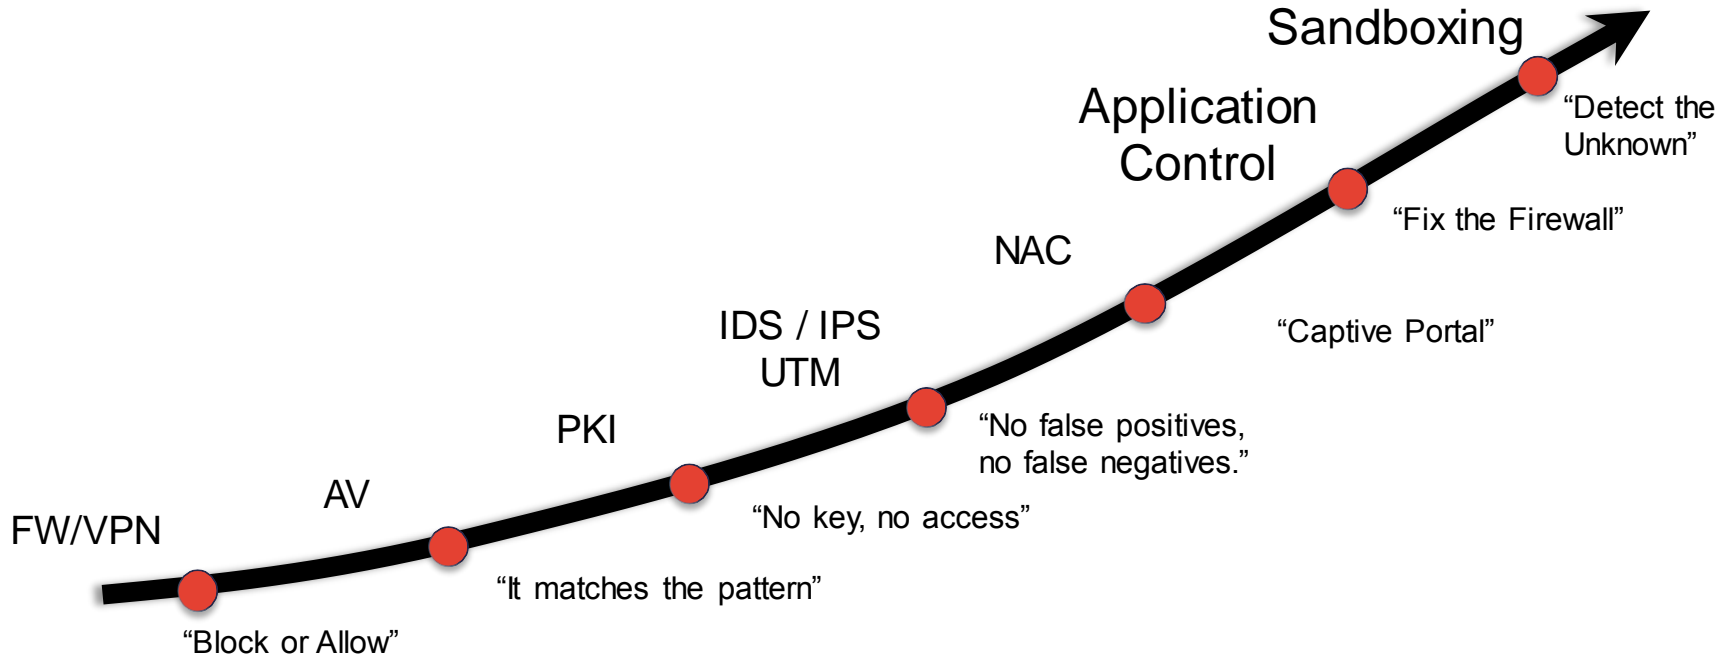 Sandboxing
“Detect the
Unknown”
Application
Control
“Fix the Firewall”
NAC
“Captive Portal”
IDS / IPS
UTM
“No false positives,
no false negatives.”
PKI
“No key, no access”
AV
“It matches the pattern”
FW/VPN
“Block or Allow”